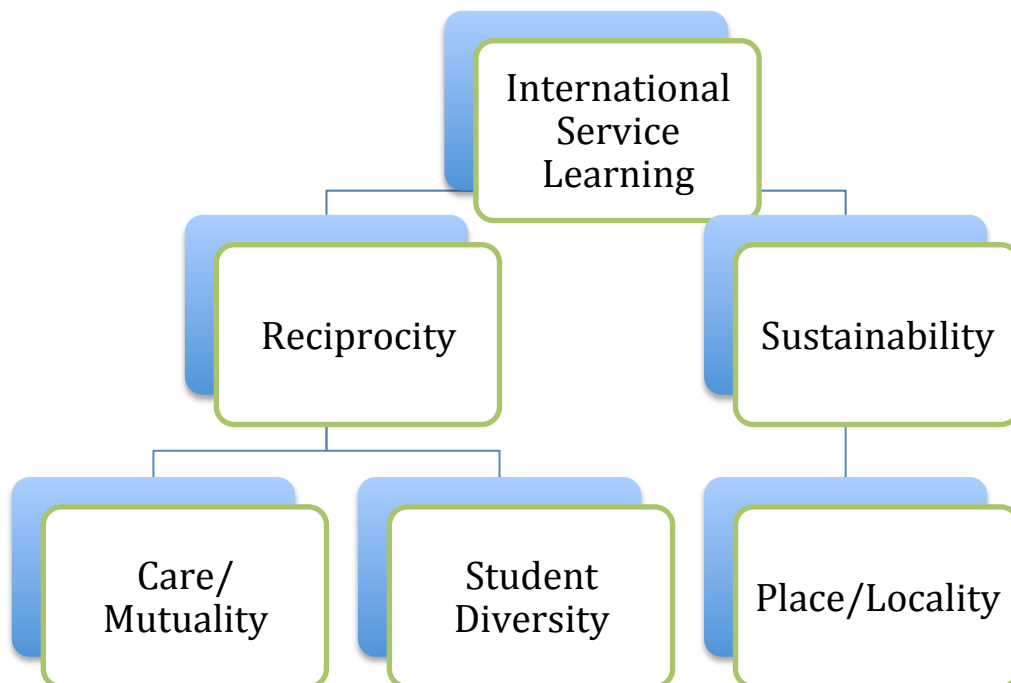 International
Service
Learning
Reciprocity
Sustainability
Care/
Mutuality
Student
Diversity
Place/Locality